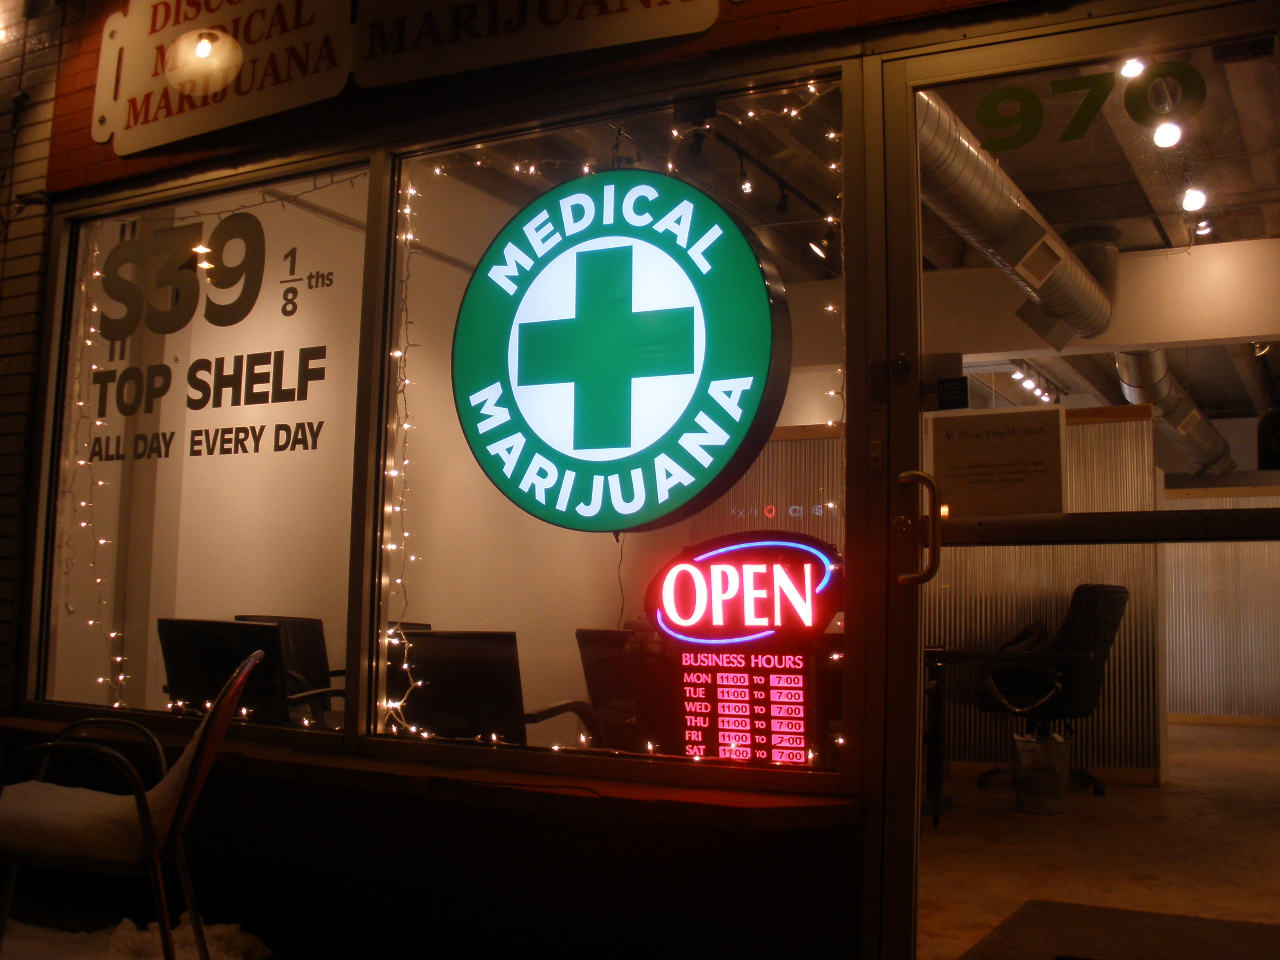 MEDICAL
MARIJUANA
MARIJUANA
970
$39 1/8 ths
TOP SHELF
ALL DAY EVERY DAY
MEDICAL
MARIJUANA
OPEN
BUSINESS HOURS
MON 11:00 TO 7:00
TUE 11:00 TO 7:00
WED 11:00 TO 7:00
THU 11:00 TO 7:00
FRI 11:00 TO 7:00
SAT 11:00 TO 7:00